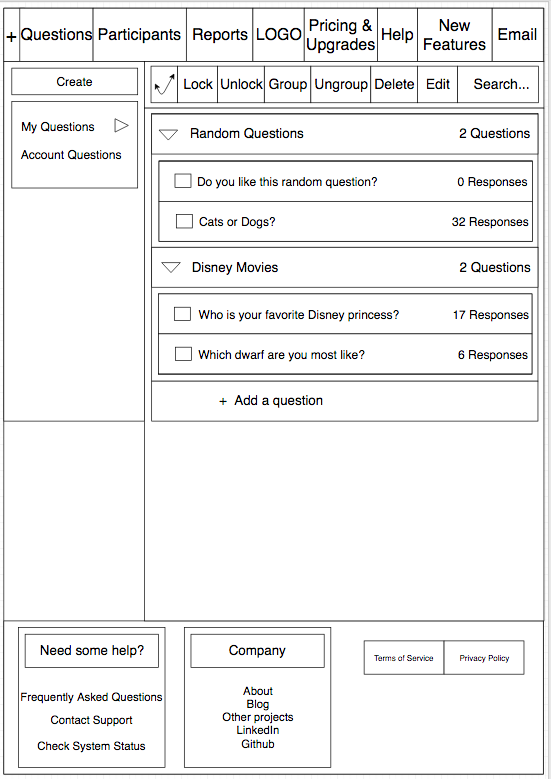 + Questions Participants Reports LOGO Pricing & Upgrades Help New Features Email
Create
My Questions
Account Questions
Lock Unlock Group Ungroup Delete Edit Search...
Random Questions 2 Questions
Do you like this random question? 0 Responses
Cats or Dogs? 32 Responses
Disney Movies 2 Questions
Who is your favorite Disney princess? 17 Responses
Which dwarf are you most like? 6 Responses
+ Add a question
Need some help?
Frequently Asked Questions
Contact Support
Check System Status
Company
About
Blog
Other projects
LinkedIn
Github
Terms of Service Privacy Policy